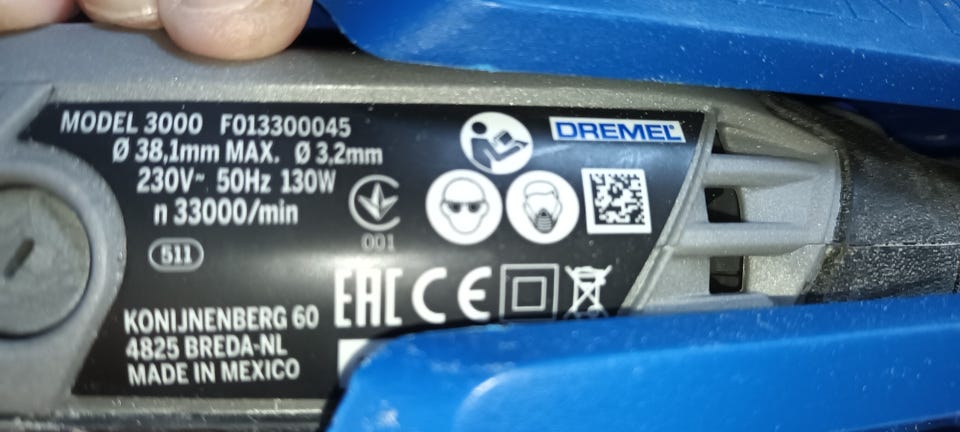 MODEL 3000 F013300045
Ø 38,1mm MAX. Ø 3,2mm
230V~ 50Hz 130W
n 33000/min
511
DREMEL
001
EAC CE
KONIJNENBERG 60
4825 BREDA-NL
MADE IN MEXICO